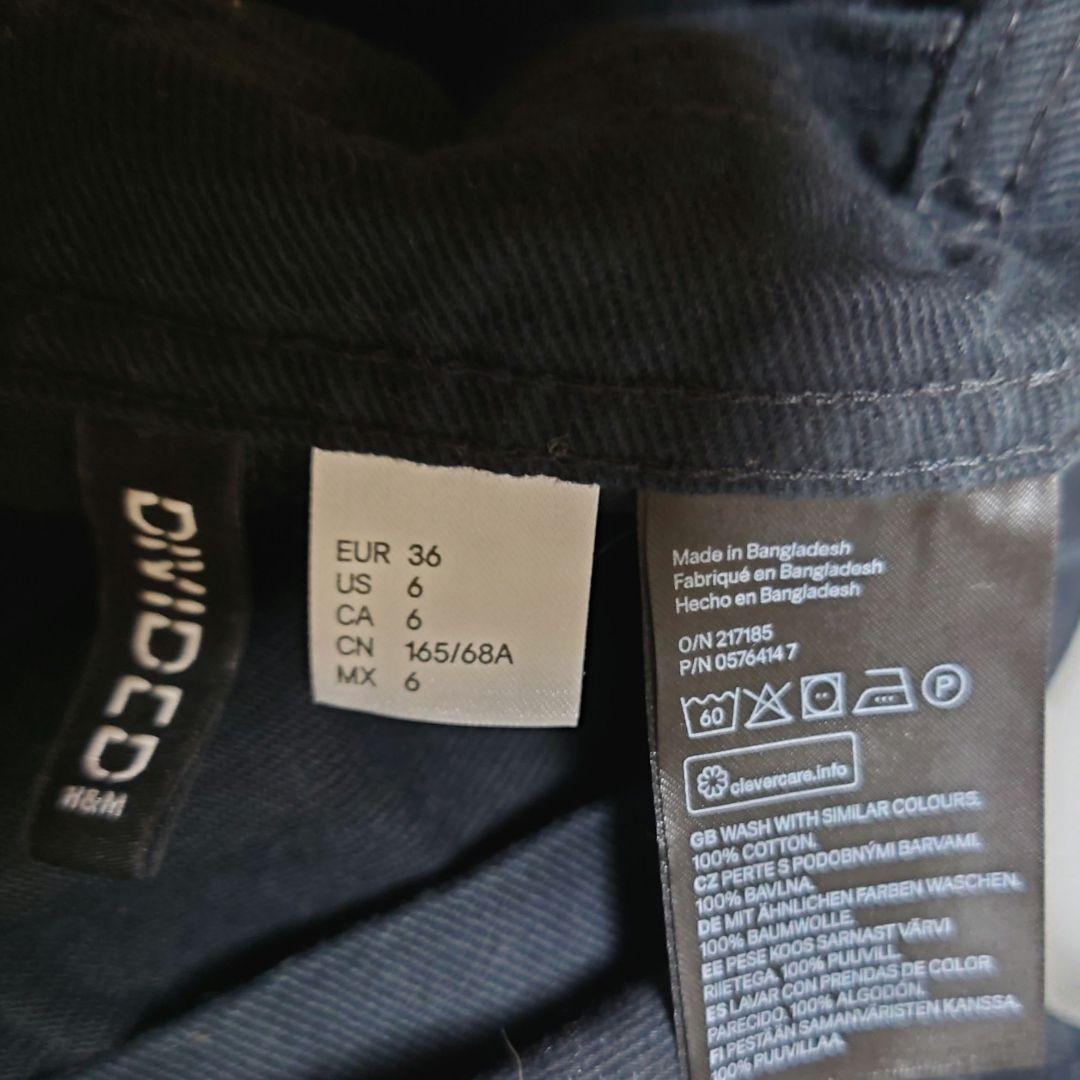 DIVIDED
H&M
EUR 36
US 6
CA 6
CN 165/68A
MX 6
Made in Bangladesh
Fabriqué en Bangladesh
Hecho en Bangladesh
O/N 217185
P/N 0576414 7
60
P
clevercare.info
GB WASH WITH SIMILAR COLOURS.
100% COTTON.
CZ PERTE S PODOBNÝMI BARVAMI.
100% BAVLNA.
DE MIT ÄHNLICHEN FARBEN WASCHEN.
100% BAUMWOLLE.
EE PESE KOOS SARNAST VÄRVI
RIIETEGA. 100% PUUVILL.
ES LAVAR CON PRENDAS DE COLOR
PARECIDO. 100% ALGODÓN.
FI PESTÄÄN SAMANVÄRISTEN KANSSA.
100% PUUVILLAA.